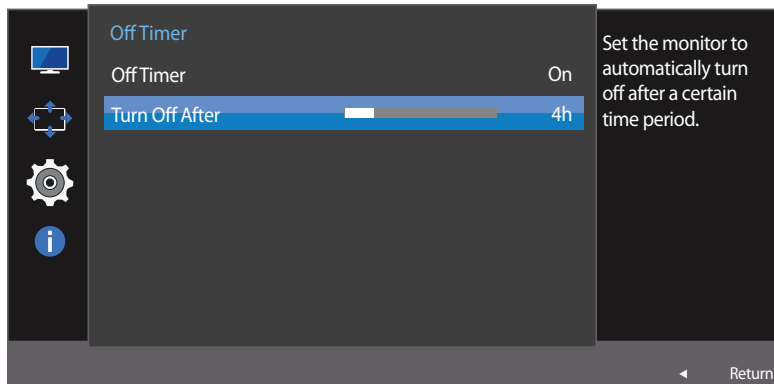 Off Timer
Off Timer On
Turn Off After 4h
Set the monitor to
automatically turn
off after a certain
time period.
i
Return